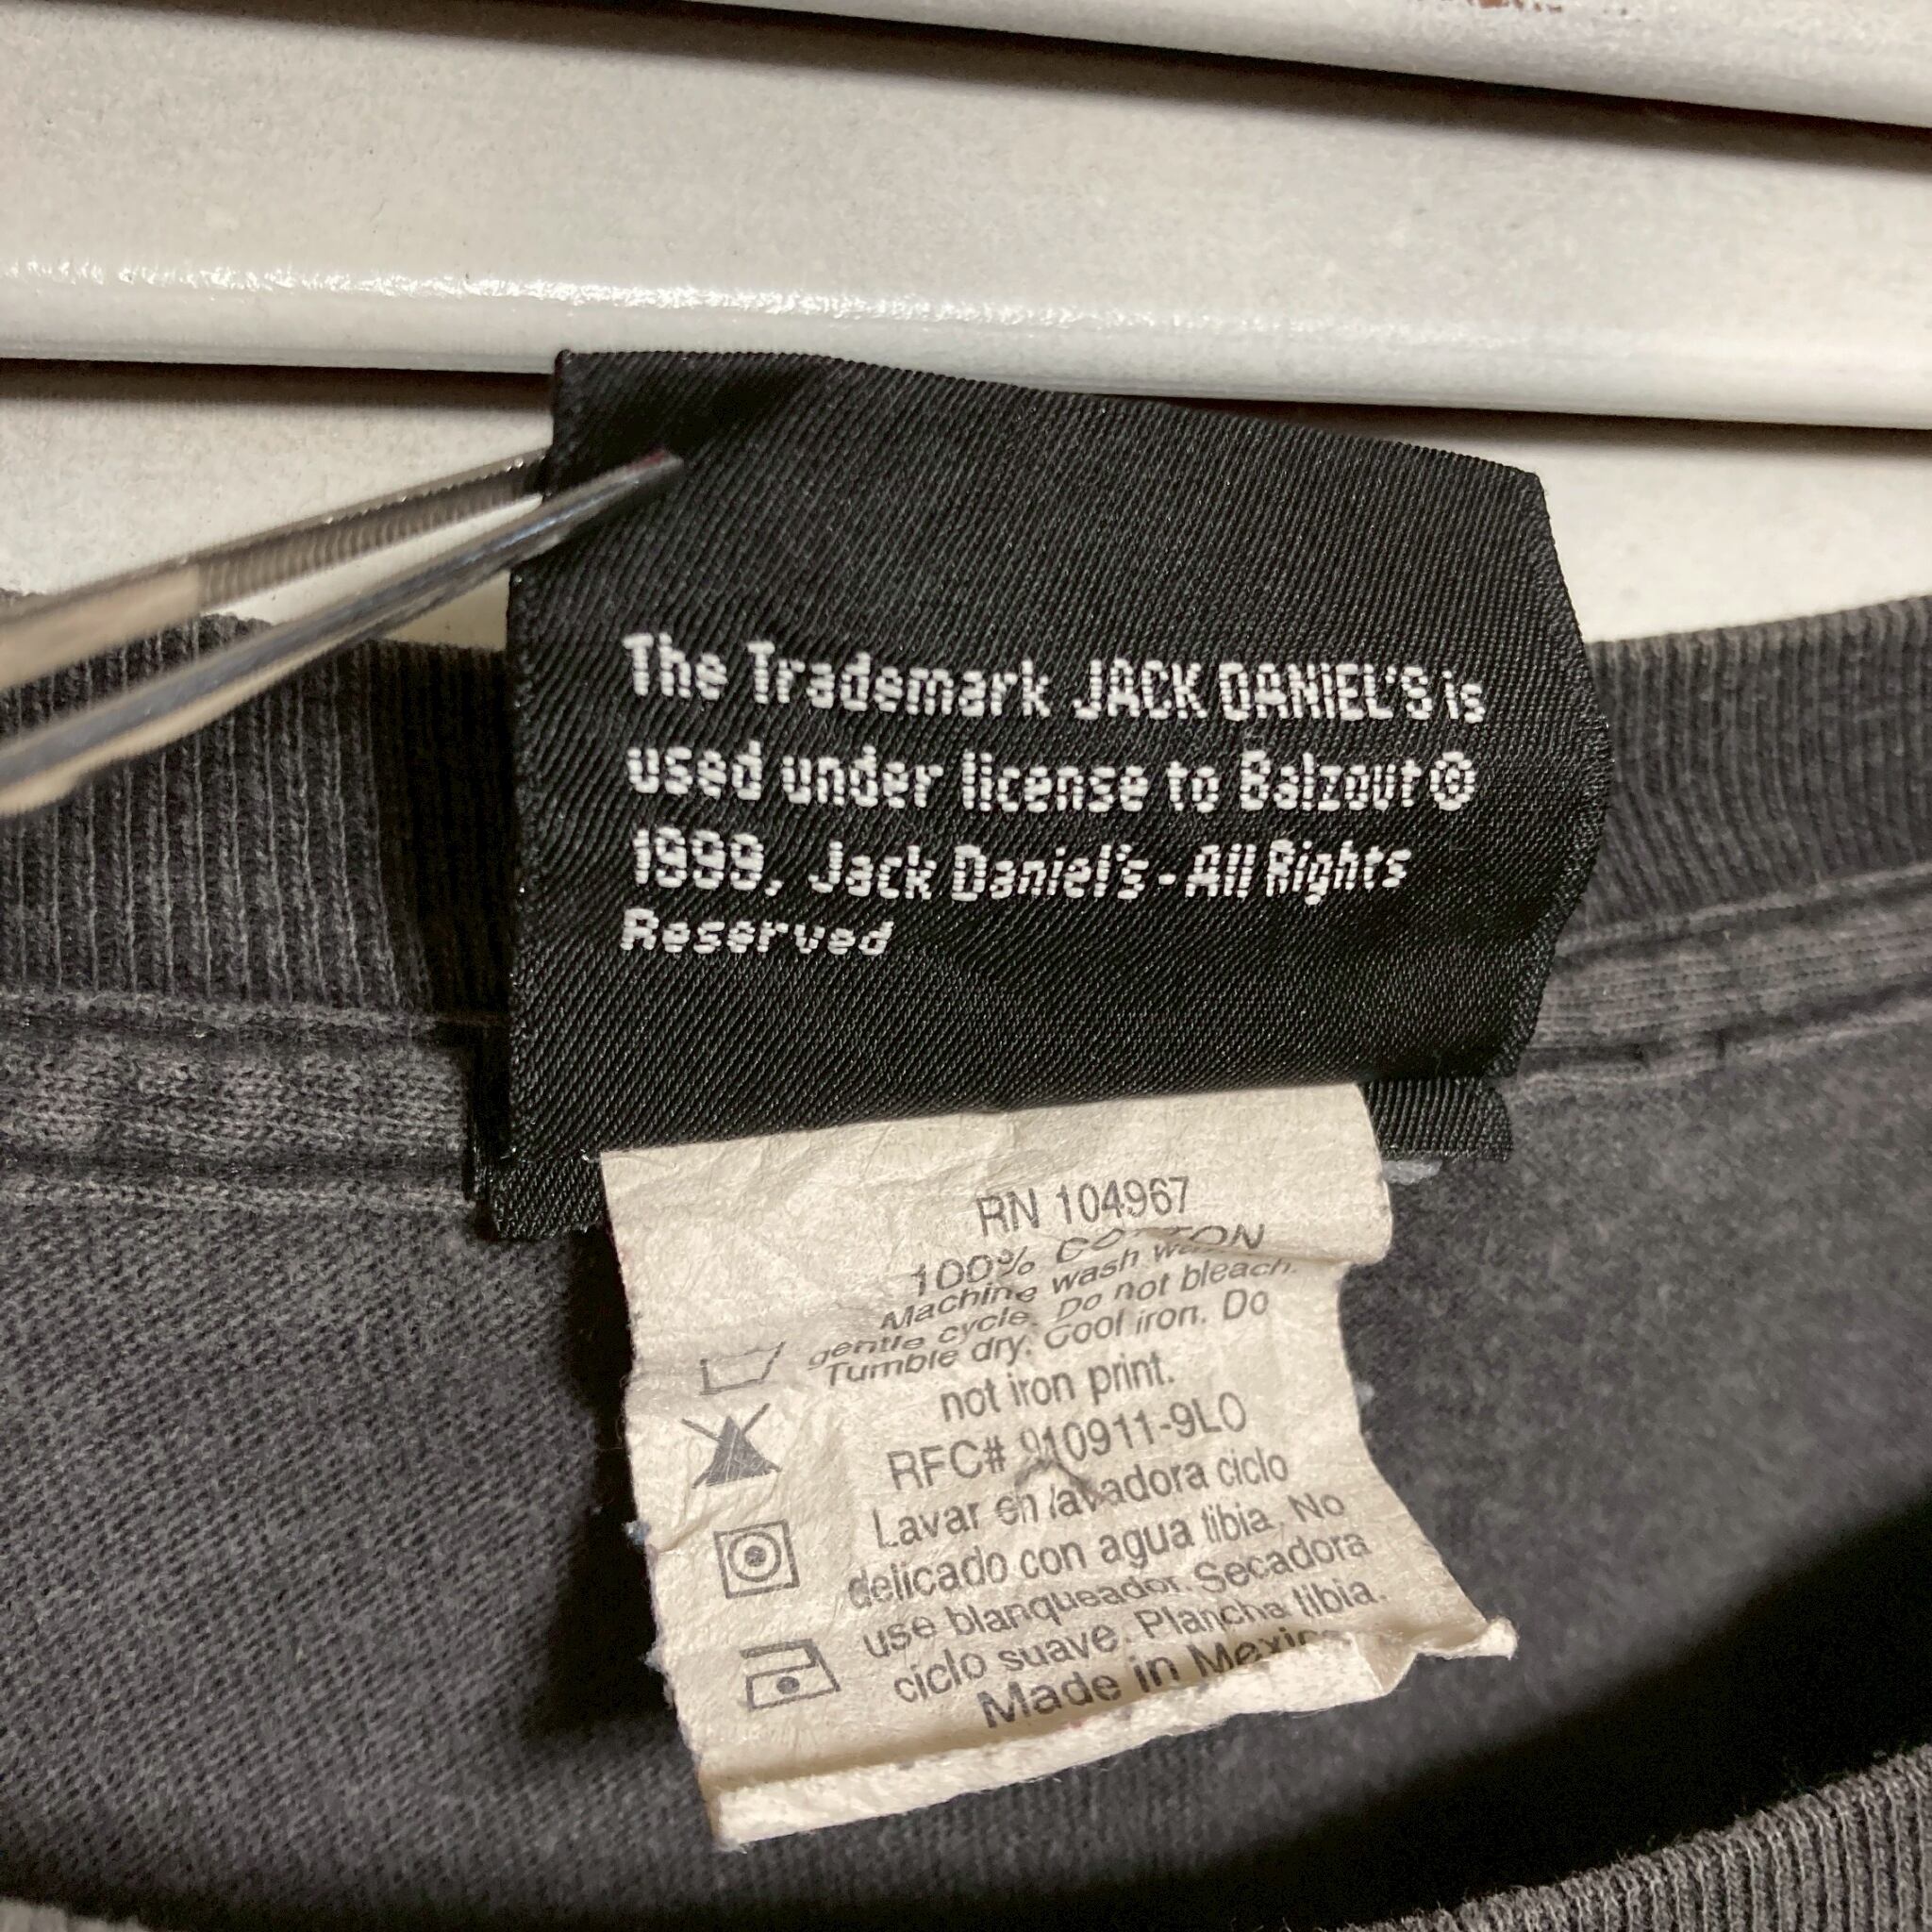 The Trademark JACK DANIEL'S is
used under license to Balzout®
1999, Jack Daniel's - All Rights
Reserved
RN 104967
100% COTTON
Machine wash
gentle cycle. Do not bleach.
Tumble dry. Cool iron. Do
not iron print.
RFC# 910911-9L0
Lavar en lavadora ciclo
delicado con agua tibia. No
use blanqueador. Secadora
ciclo suave. Plancha tibia.
Made in Mexico